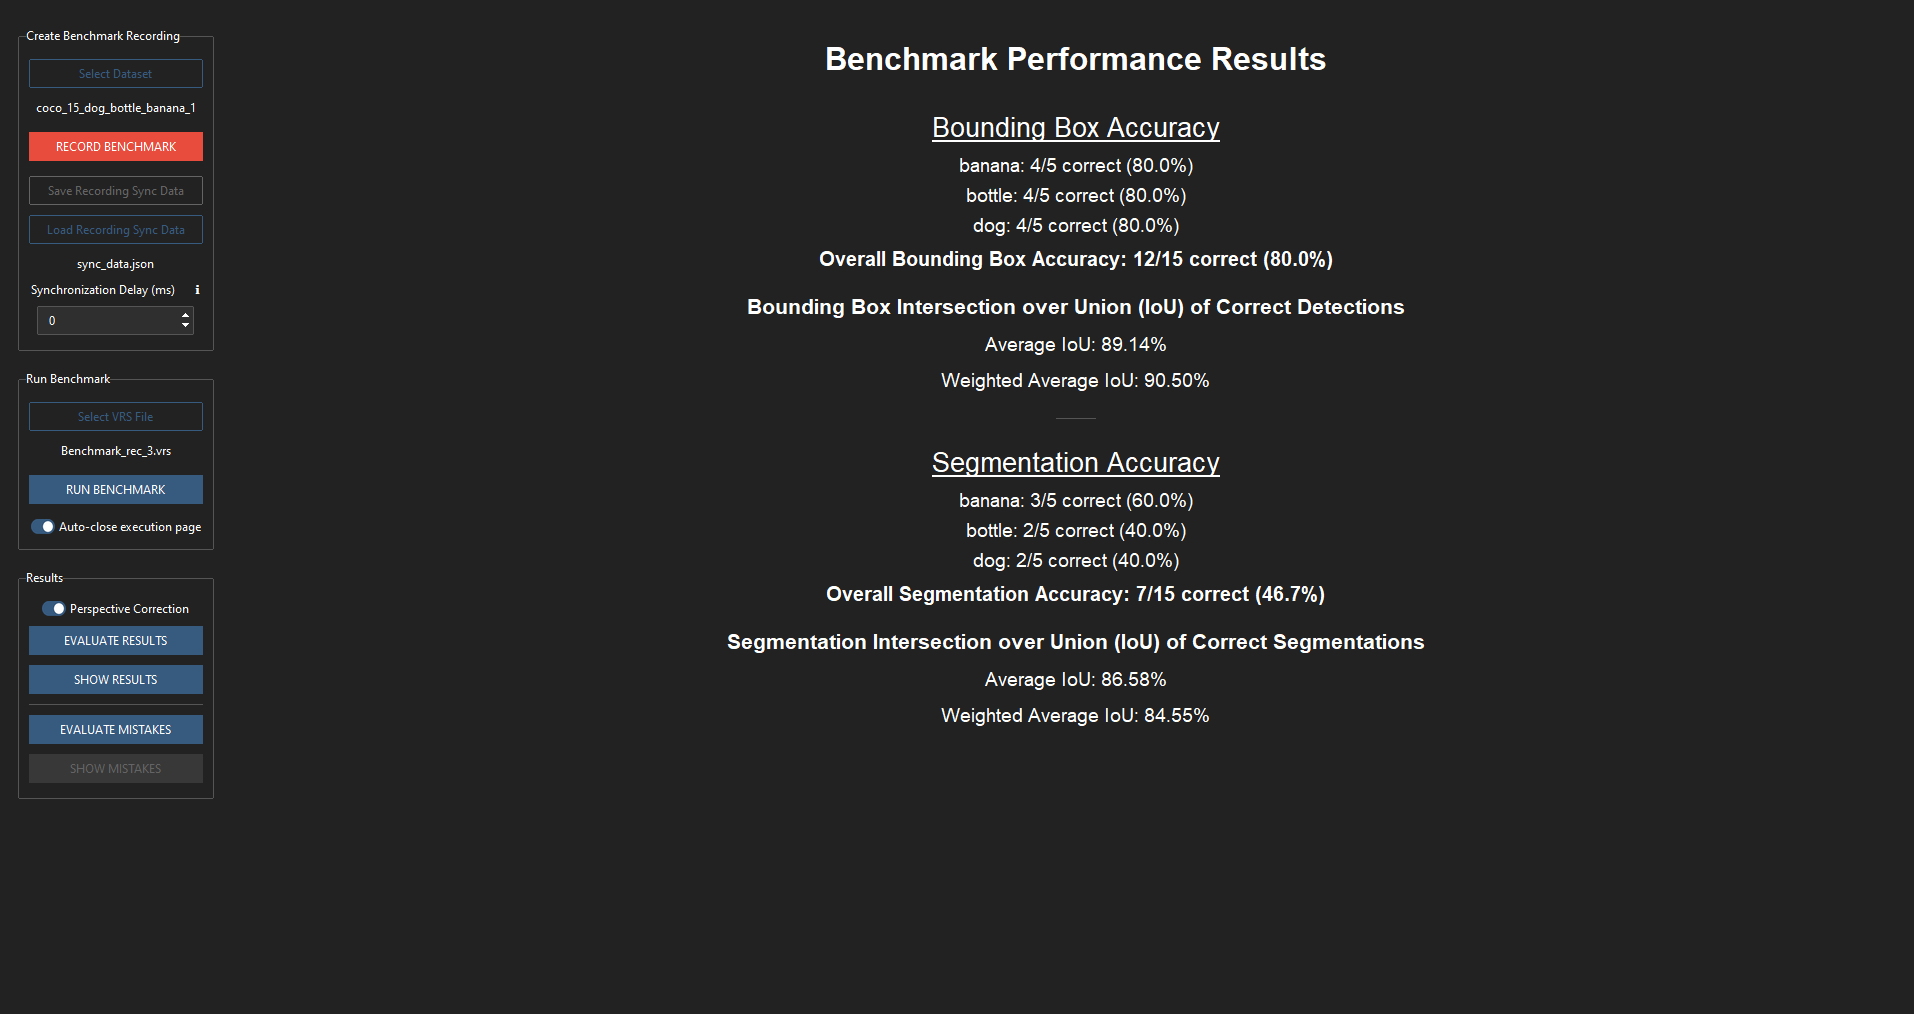 Create Benchmark Recording
Select Dataset
coco_15_dog_bottle_banana_1
RECORD BENCHMARK
Save Recording Sync Data
Load Recording Sync Data
sync_data.json
Synchronization Delay (ms) i
0
Run Benchmark
Select VRS File
Benchmark_rec_3.vrs
RUN BENCHMARK
Auto-close execution page
Results
Perspective Correction
EVALUATE RESULTS
SHOW RESULTS
EVALUATE MISTAKES
SHOW MISTAKES
Benchmark Performance Results
Bounding Box Accuracy
banana: 4/5 correct (80.0%)
bottle: 4/5 correct (80.0%)
dog: 4/5 correct (80.0%)
Overall Bounding Box Accuracy: 12/15 correct (80.0%)
Bounding Box Intersection over Union (IoU) of Correct Detections
Average IoU: 89.14%
Weighted Average IoU: 90.50%
Segmentation Accuracy
banana: 3/5 correct (60.0%)
bottle: 2/5 correct (40.0%)
dog: 2/5 correct (40.0%)
Overall Segmentation Accuracy: 7/15 correct (46.7%)
Segmentation Intersection over Union (IoU) of Correct Segmentations
Average IoU: 86.58%
Weighted Average IoU: 84.55%